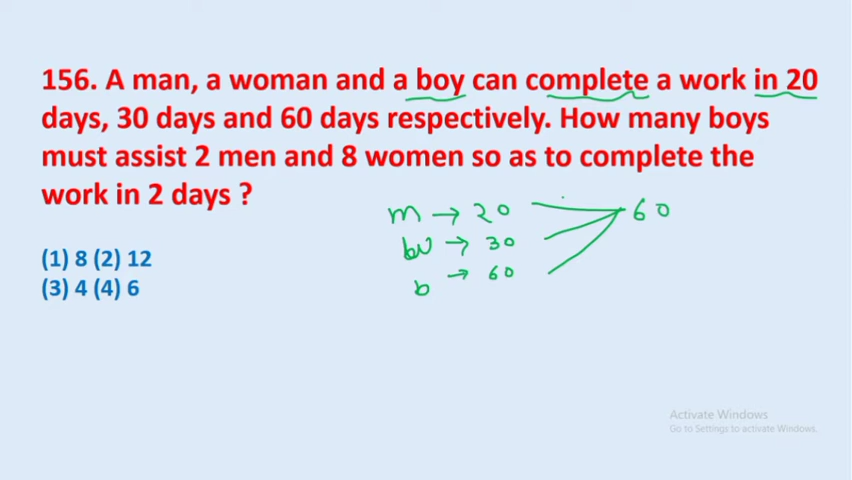 156. A man, a woman and a boy can complete a work in 20
days, 30 days and 60 days respectively. How many boys
must assist 2 men and 8 women so as to complete the
work in 2 days ?
m → 20 60
w → 30
b → 60
(1) 8 (2) 12
(3) 4 (4) 6
Activate Windows
Go to Settings to activate Windows.